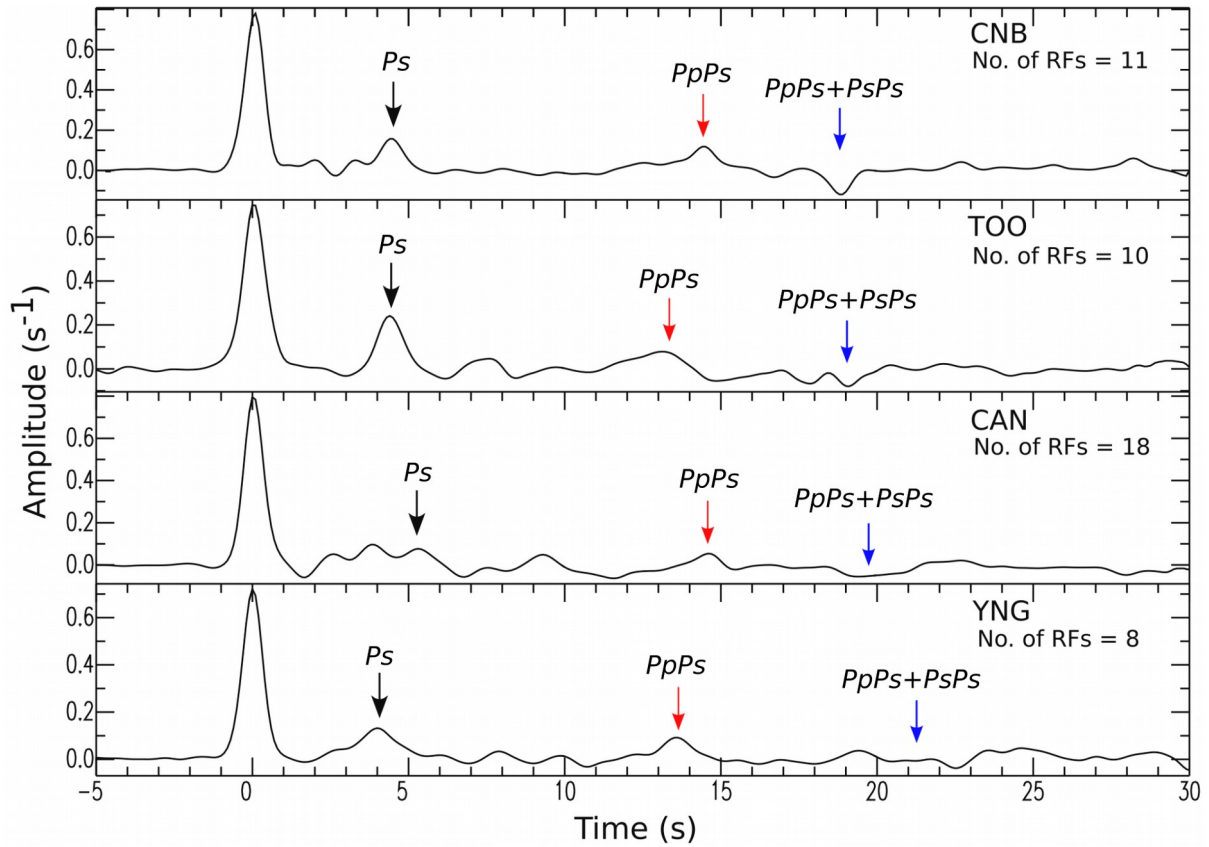 CNB
No. of RFs = 11
Ps
PpPs
PpPs+PsPs
0.6
0.4
0.2
0.0
TOO
No. of RFs = 10
Ps
PpPs
PpPs+PsPs
0.6
0.4
0.2
0.0
CAN
No. of RFs = 18
Ps
PpPs
PpPs+PsPs
0.6
0.4
0.2
0.0
YNG
No. of RFs = 8
Ps
PpPs
PpPs+PsPs
0.6
0.4
0.2
0.0
Amplitude (s-1)
-5 0 5 10 15 20 25 30
Time (s)